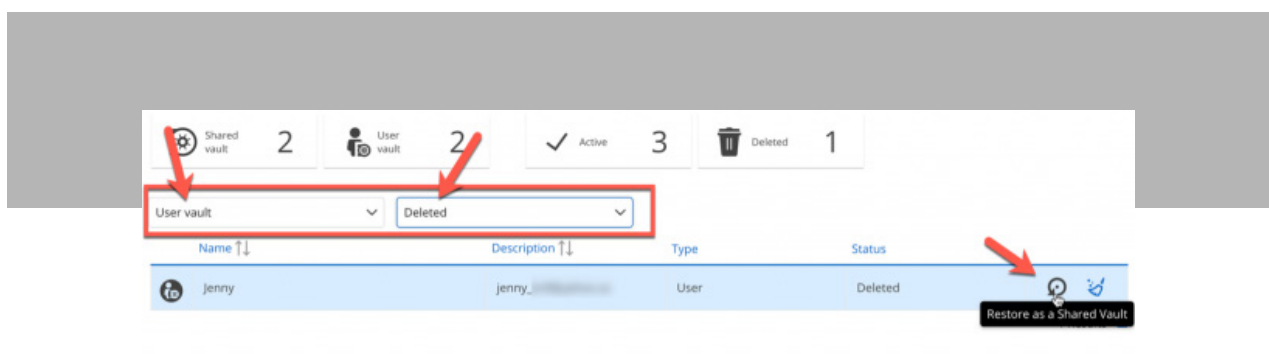 Shared vault 2 User vault 2 Active 3 Deleted 1
User vault Deleted
Name Description Type Status
Jenny jenny_ User Deleted
Restore as a Shared Vault